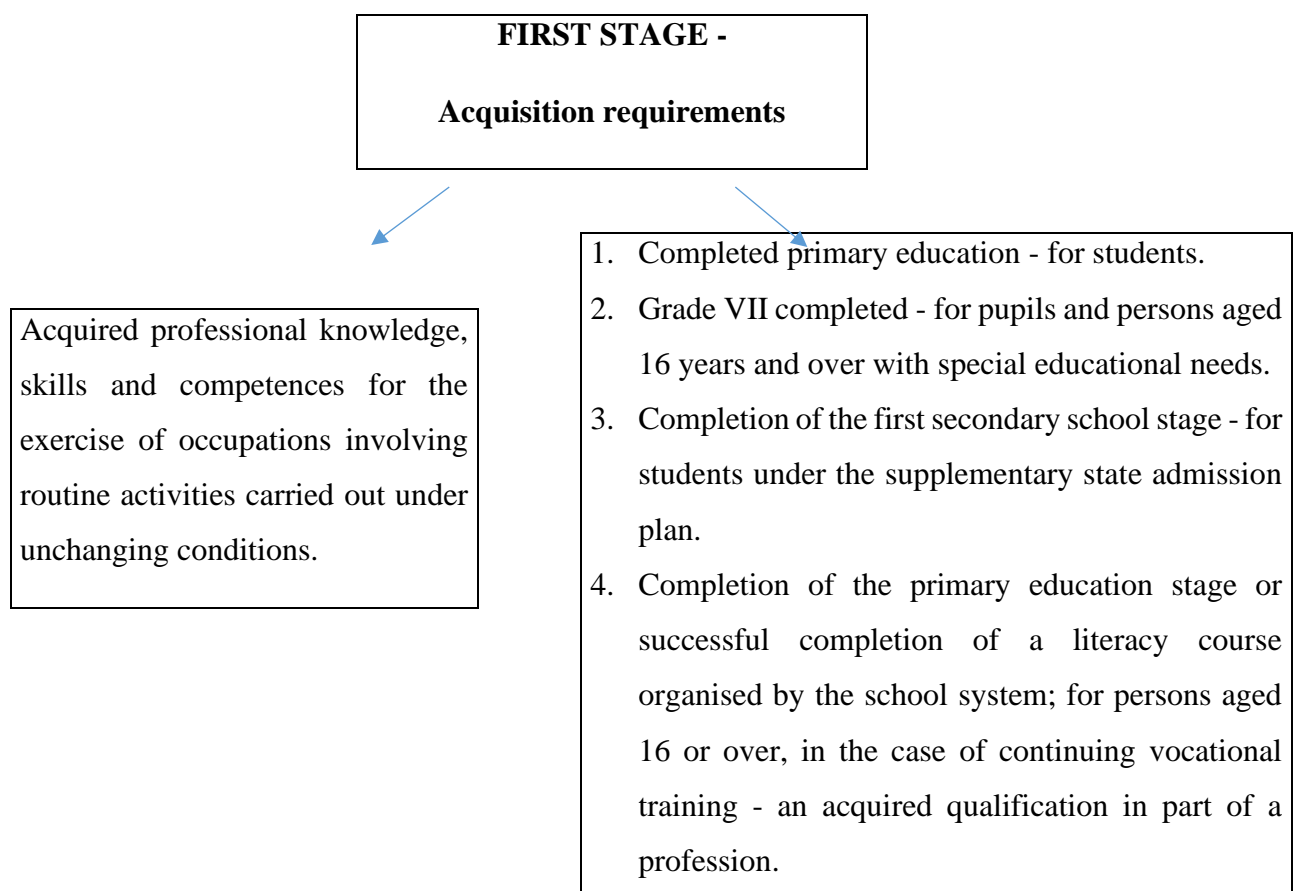 FIRST STAGE -
Acquisition requirements
Acquired professional knowledge,
skills and competences for the
exercise of occupations involving
routine activities carried out under
unchanging conditions.
1. Completed primary education - for students.
2. Grade VII completed - for pupils and persons aged
16 years and over with special educational needs.
3. Completion of the first secondary school stage - for
students under the supplementary state admission
plan.
4. Completion of the primary education stage or
successful completion of a literacy course
organised by the school system; for persons aged
16 or over, in the case of continuing vocational
training - an acquired qualification in part of a
profession.